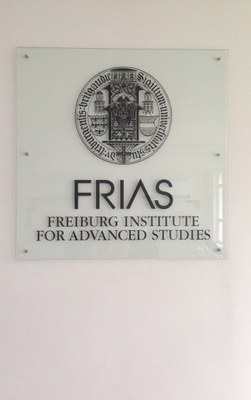 FRIAS
FREIBURG INSTITUTE
FOR ADVANCED STUDIES